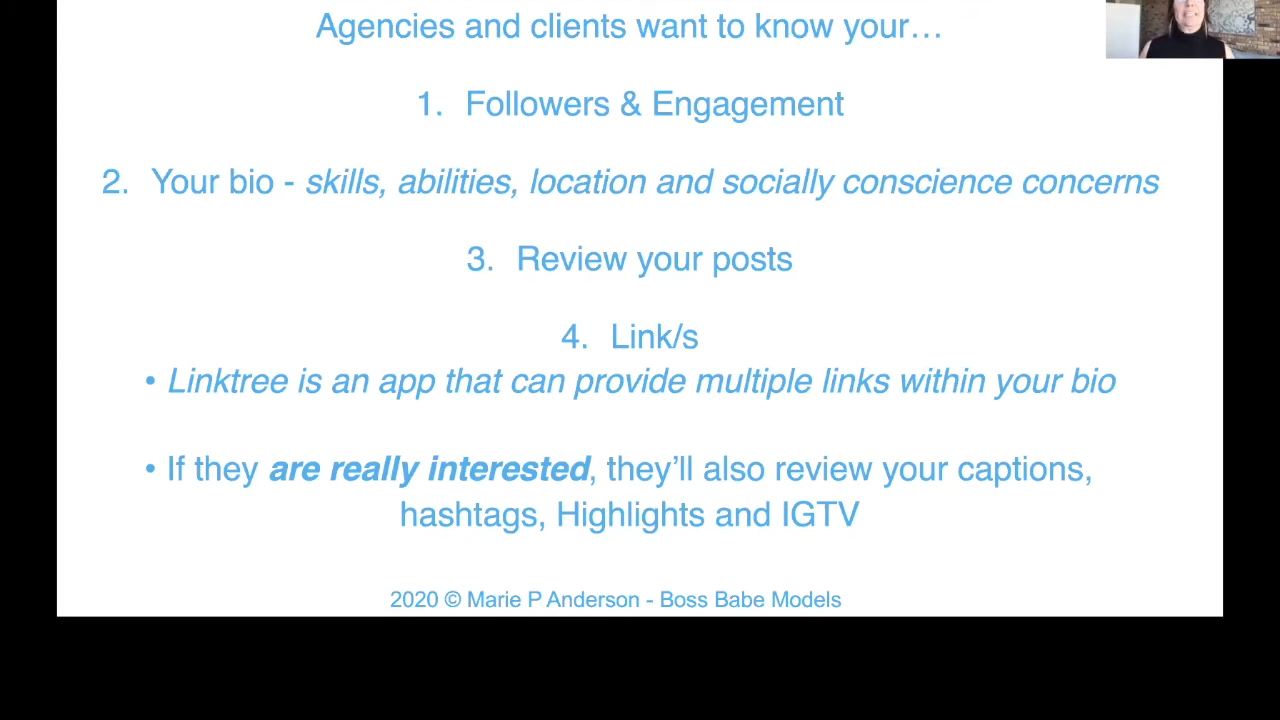 Agencies and clients want to know your…
1. Followers & Engagement
2. Your bio - skills, abilities, location and socially conscience concerns
3. Review your posts
4. Link/s
• Linktree is an app that can provide multiple links within your bio
• If they are really interested, they’ll also review your captions,
hashtags, Highlights and IGTV
2020 © Marie P Anderson - Boss Babe Models